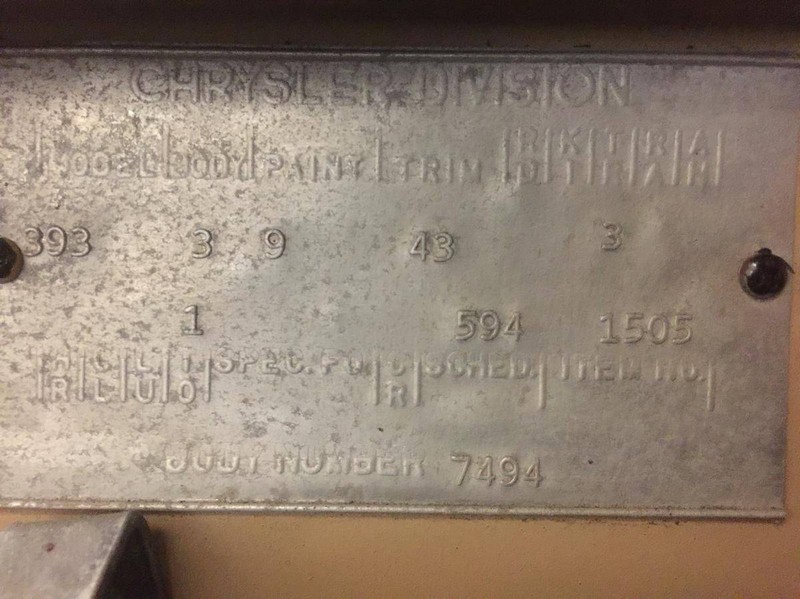 CHRYSLER DIVISION
MODEL BODY PAINT TRIM
393 3 9 43 3
1 594 1505
SPEC. SCHED. ITEM NO.
BODY NUMBER 7494